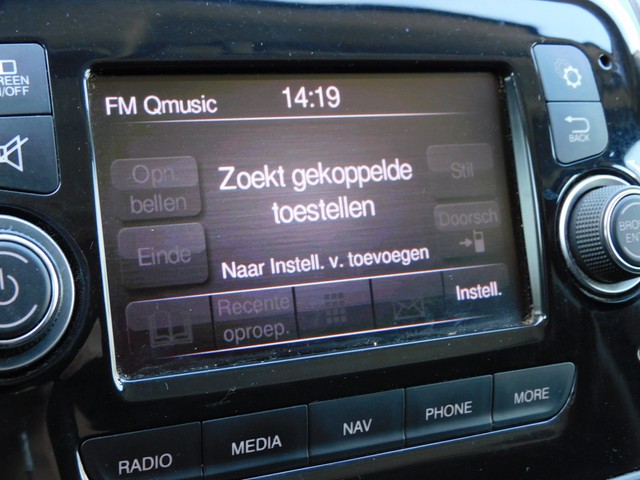 SCREEN
ON/OFF
FM Qmusic
14:19
BACK
Opn.
bellen
Zoekt gekoppelde
toestellen
Stil
Doorsch
Einde
Naar Instell. v. toevoegen
Recente
oproep.
Instell.
RADIO
MEDIA
NAV
PHONE
MORE